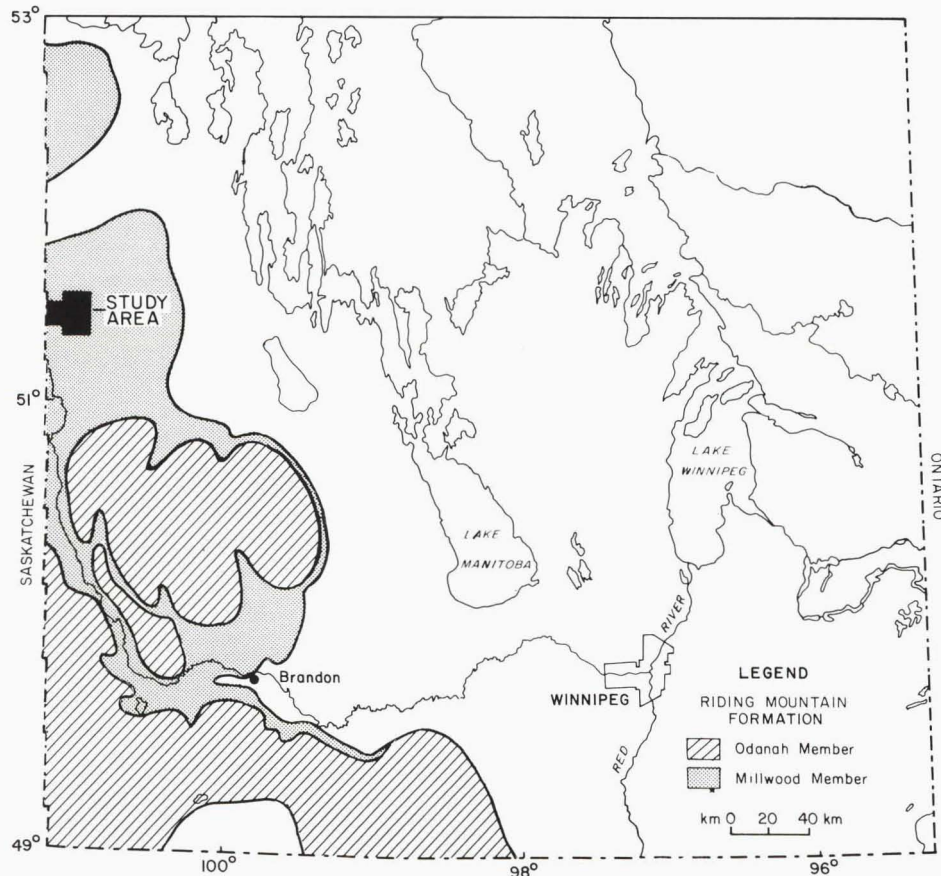 53°
STUDY
AREA
51°
SASKATCHEWAN
ONTARIO
LAKE
WINNIPEG
LAKE
MANITOBA
RIVER
Brandon
WINNIPEG
RED
LEGEND
RIDING MOUNTAIN
FORMATION
Odanah Member
Millwood Member
km 0 20 40 km
49°
100°
98°
96°